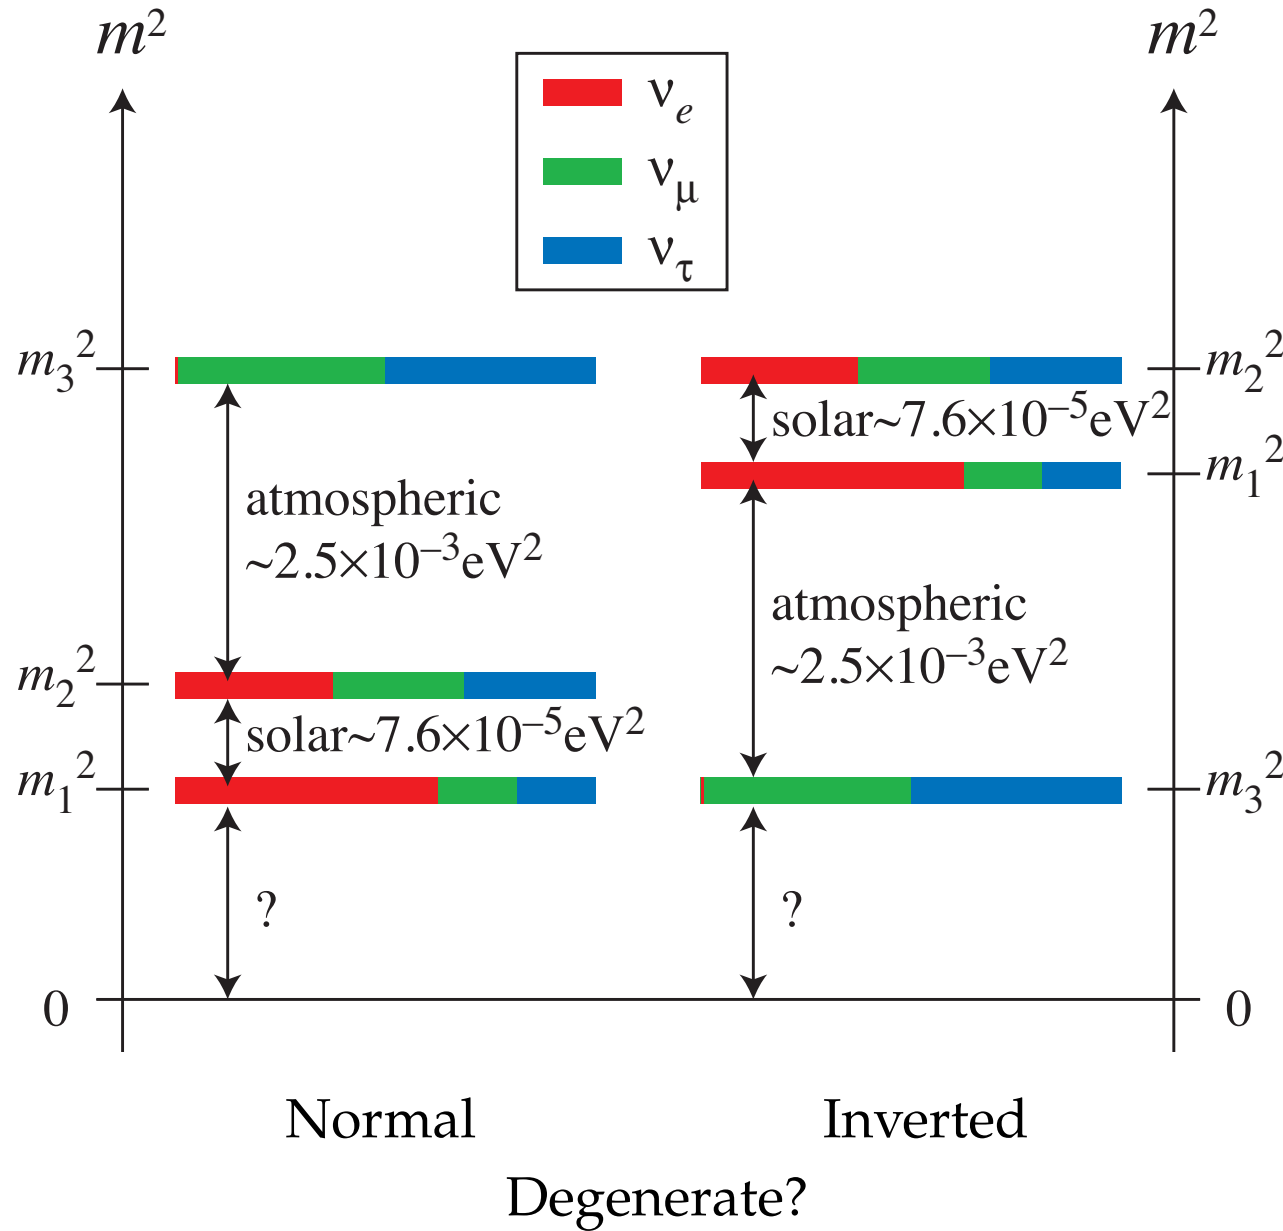 m²
m²
νe
νμ
ντ
m₃²
m₂²
solar~7.6×10⁻⁵eV²
m₁²
atmospheric
~2.5×10⁻³eV²
atmospheric
~2.5×10⁻³eV²
m₂²
solar~7.6×10⁻⁵eV²
m₁²
m₃²
?
?
0
0
Normal
Inverted
Degenerate?